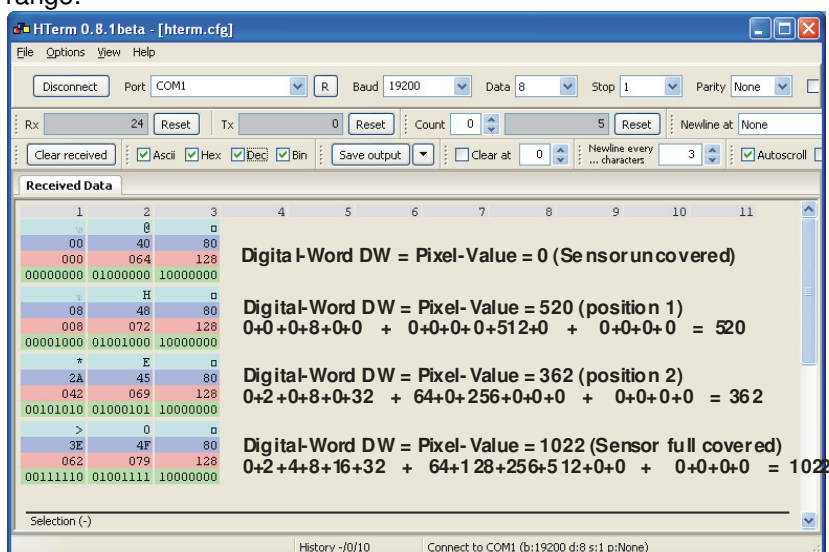 range.
HTerm 0.8.1beta - [hterm.cfg]
File Options View Help
Disconnect Port COM1 R Baud 19200 Data 8 Stop 1 Parity None
Rx 24 Reset Tx 0 Reset Count 0 5 Reset Newline at None
Clear received Ascii Hex Dec Bin Save output Clear at 0 Newline every ... characters 3 Autoscroll
Received Data
1 2 3 4 5 6 7 8 9 10 11
@
00 40 80
000 064 128
00000000 01000000 10000000
Digital-Word DW = Pixel-Value = 0 (Sensor uncovered)
H
08 48 80
008 072 128
00001000 01001000 10000000
Digital-Word DW = Pixel-Value = 520 (position 1)
0+0+0+8+0+0 + 0+0+0+0+512+0 + 0+0+0+0 = 520
* E
2A 45 80
042 069 128
00101010 01000101 10000000
Digital-Word DW = Pixel-Value = 362 (position 2)
0+2+0+8+0+32 + 64+0+256+0+0+0 + 0+0+0+0 = 362
> O
3E 4F 80
062 079 128
00111110 01001111 10000000
Digital-Word DW = Pixel-Value = 1022 (Sensor full covered)
0+2+4+8+16+32 + 64+128+256+512+0+0 + 0+0+0+0 = 1022
Selection (-)
History -/0/10 Connect to COM1 (b:19200 d:8 s:1 p:None)